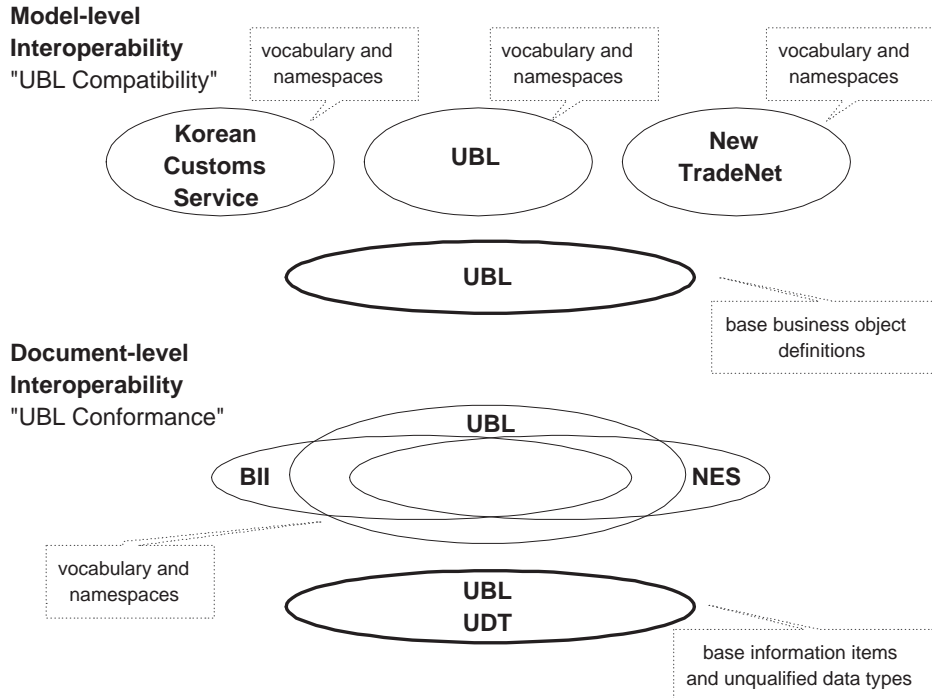 Model-level
Interoperability
"UBL Compatibility"
vocabulary and
namespaces
vocabulary and
namespaces
vocabulary and
namespaces
Korean
Customs
Service
UBL
New
TradeNet
UBL
base business object
definitions
Document-level
Interoperability
"UBL Conformance"
UBL
BII
NES
vocabulary and
namespaces
UBL
UDT
base information items
and unqualified data types